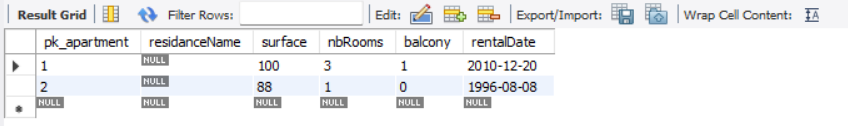 Result Grid Filter Rows: Edit: Export/Import: Wrap Cell Content: IA
pk_apartment residanceName surface nbRooms balcony rentalDate
1 NULL 100 3 1 2010-12-20
2 NULL 88 1 0 1996-08-08
NULL NULL NULL NULL NULL NULL